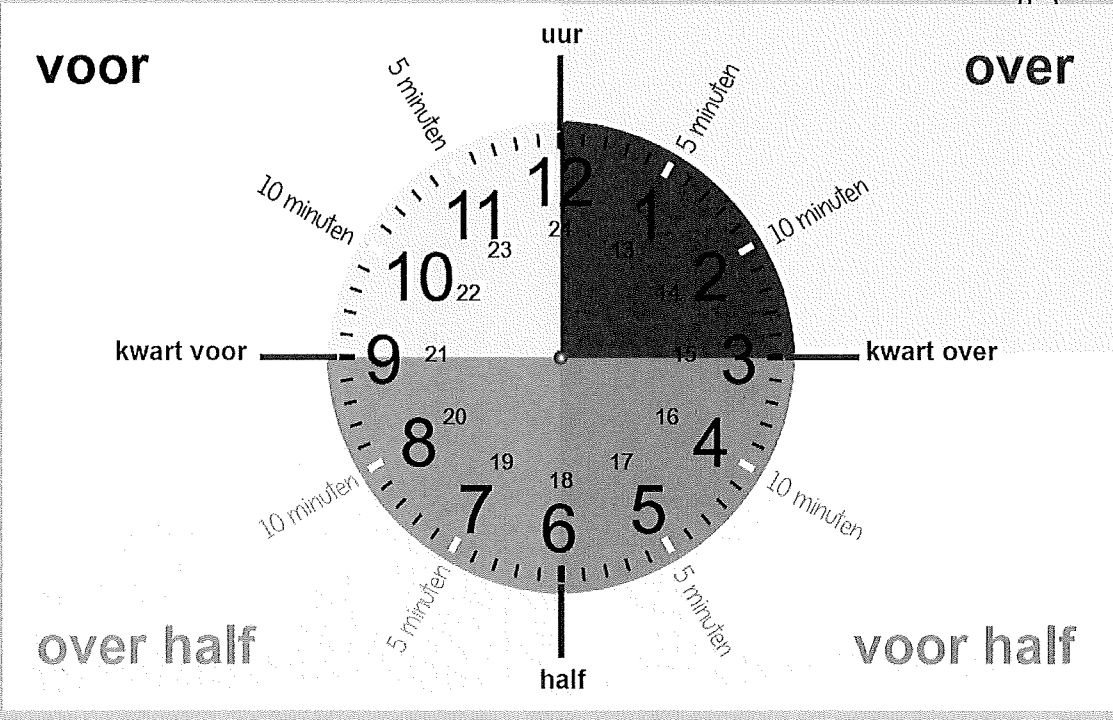 uur
voor
over
5 minuten
5 minuten
10 minuten
10 minuten
12
11
1
24
23
13
10
2
22
14
kwart voor
9
21
15
3
kwart over
20
16
8
4
19
17
18
7
5
6
10 minuten
10 minuten
5 minuten
5 minuten
over half
voor half
half